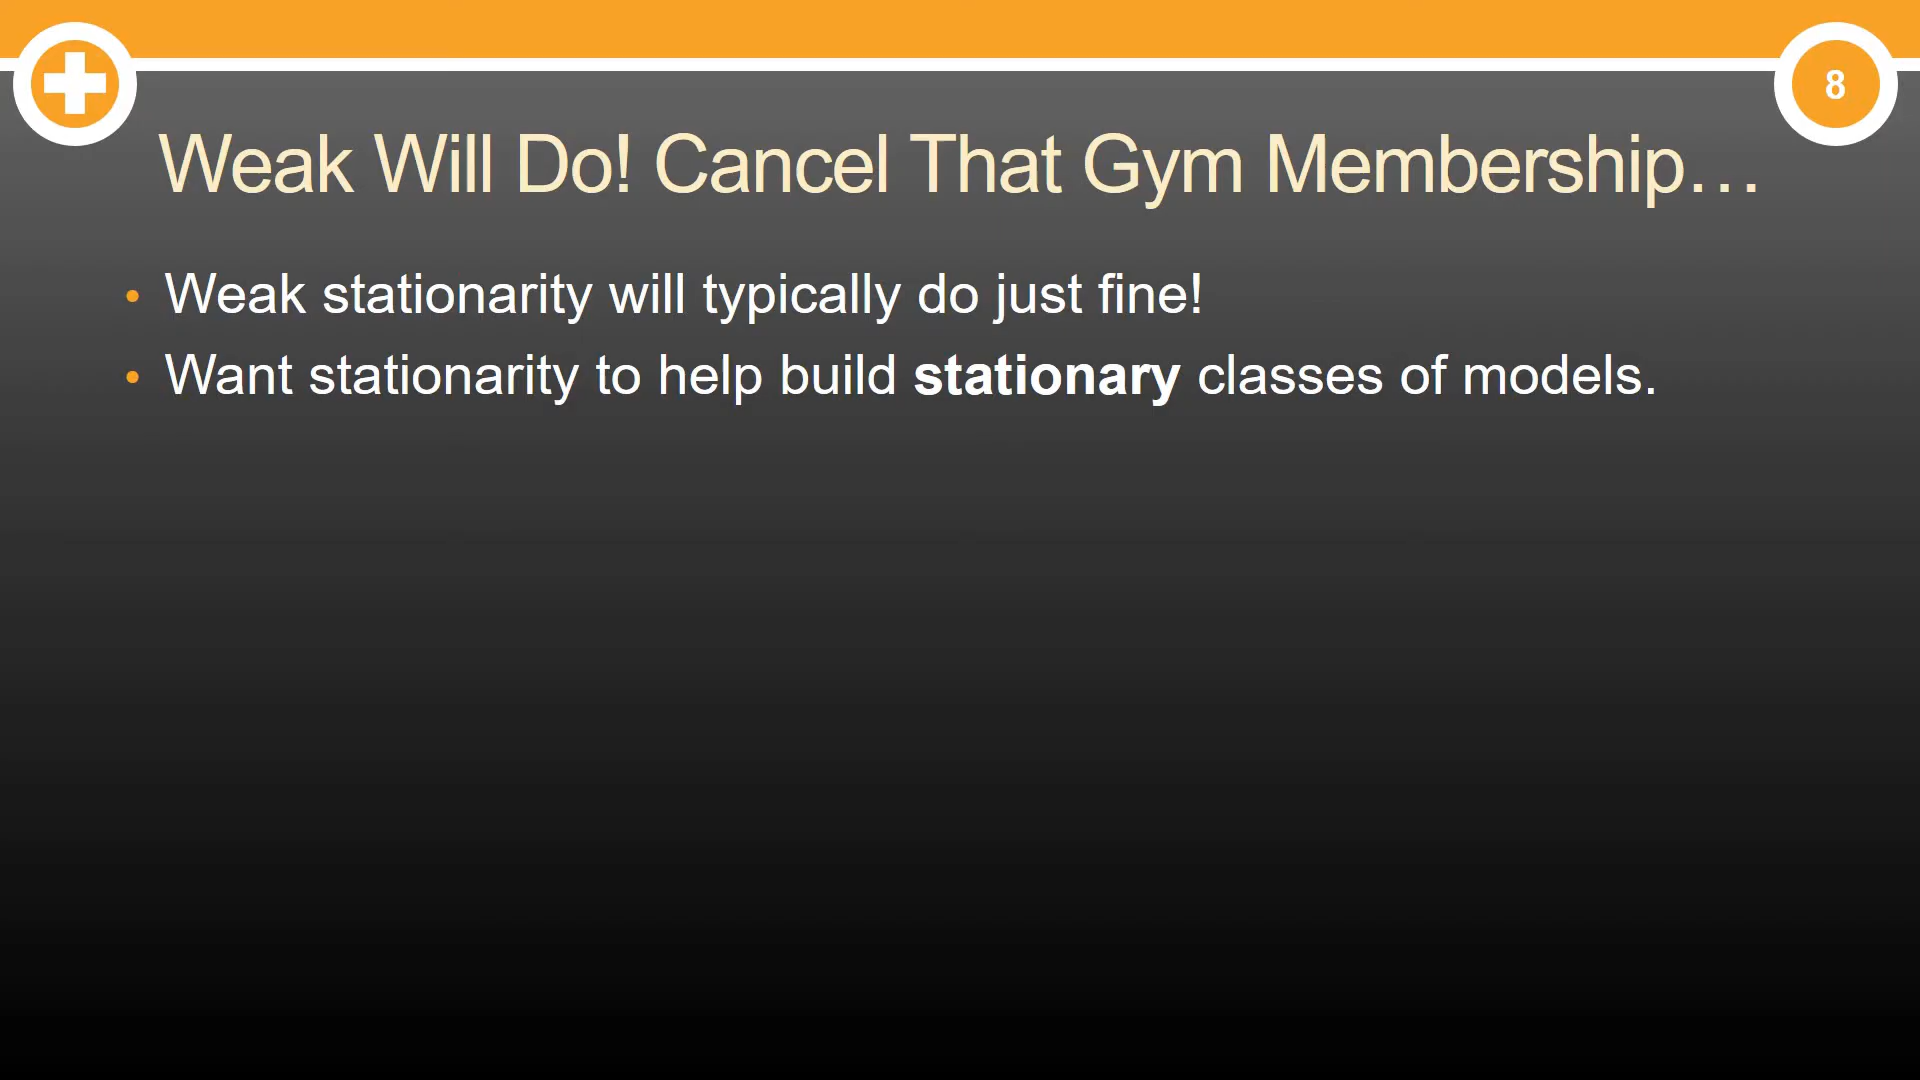 8
Weak Will Do! Cancel That Gym Membership…
• Weak stationarity will typically do just fine!
• Want stationarity to help build stationary classes of models.